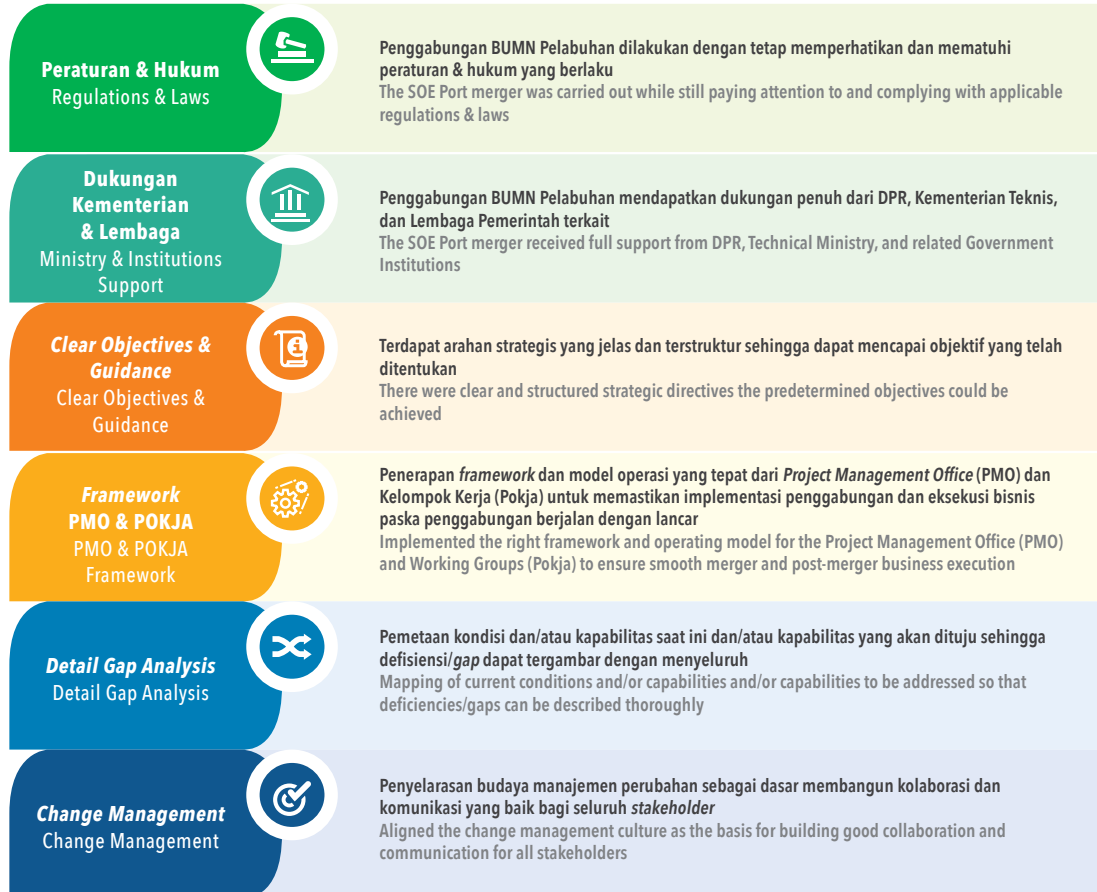 Peraturan & Hukum
Regulations & Laws
Penggabungan BUMN Pelabuhan dilakukan dengan tetap memperhatikan dan mematuhi
peraturan & hukum yang berlaku
The SOE Port merger was carried out while still paying attention to and complying with applicable
regulations & laws
Dukungan
Kementerian
& Lembaga
Ministry & Institutions
Support
Penggabungan BUMN Pelabuhan mendapatkan dukungan penuh dari DPR, Kementerian Teknis,
dan Lembaga Pemerintah terkait
The SOE Port merger received full support from DPR, Technical Ministry, and related Government
Institutions
Clear Objectives &
Guidance
Clear Objectives &
Guidance
Terdapat arahan strategis yang jelas dan terstruktur sehingga dapat mencapai objektif yang telah
ditentukan
There were clear and structured strategic directives the predetermined objectives could be
achieved
Framework
PMO & POKJA
PMO & POKJA
Framework
Penerapan framework dan model operasi yang tepat dari Project Management Office (PMO) dan
Kelompok Kerja (Pokja) untuk memastikan implementasi penggabungan dan eksekusi bisnis
paska penggabungan berjalan dengan lancar
Implemented the right framework and operating model for the Project Management Office (PMO)
and Working Groups (Pokja) to ensure smooth merger and post-merger business execution
Detail Gap Analysis
Detail Gap Analysis
Pemetaan kondisi dan/atau kapabilitas saat ini dan/atau kapabilitas yang akan dituju sehingga
defisiensi/gap dapat tergambar dengan menyeluruh
Mapping of current conditions and/or capabilities and/or capabilities to be addressed so that
deficiencies/gaps can be described thoroughly
Change Management
Change Management
Penyelarasan budaya manajemen perubahan sebagai dasar membangun kolaborasi dan
komunikasi yang baik bagi seluruh stakeholder
Aligned the change management culture as the basis for building good collaboration and
communication for all stakeholders